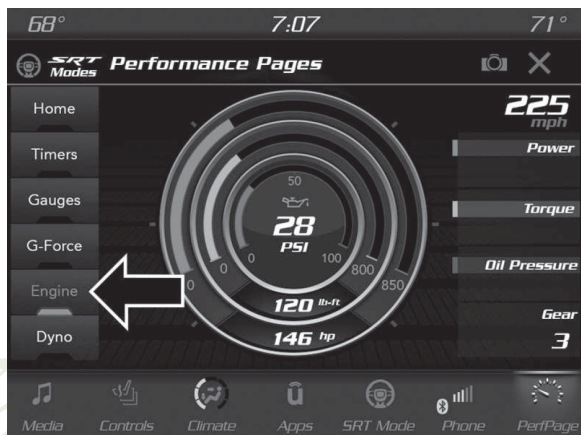 68° 7:07 71°
SRT Modes Performance Pages
Home
Timers
Gauges
G-Force
Engine
Dyno
50
28
PSI
0 100
0 800
0 850
120 lb-ft
146 hp
225
mph
Power
Torque
Oil Pressure
Gear
3
Media Controls Climate Apps SRT Mode Phone PerfPage